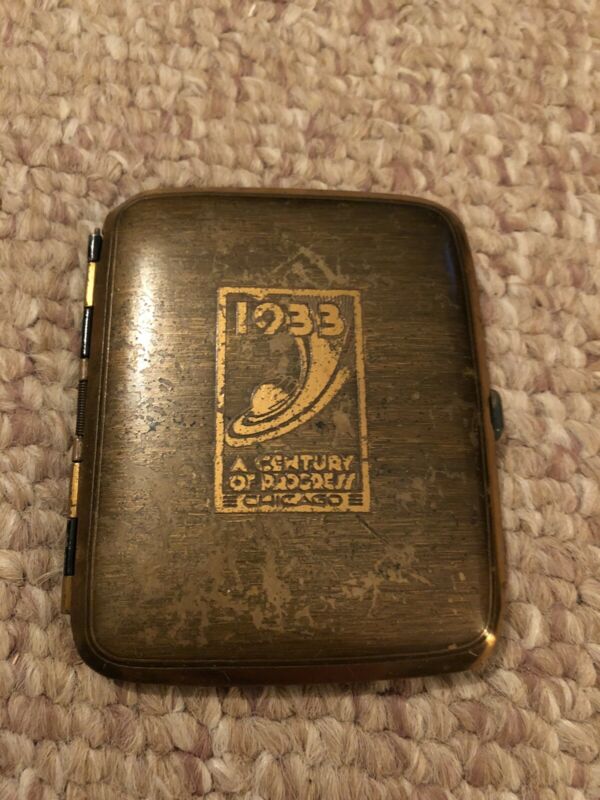 1933
A CENTURY
OF PROGRESS
CHICAGO